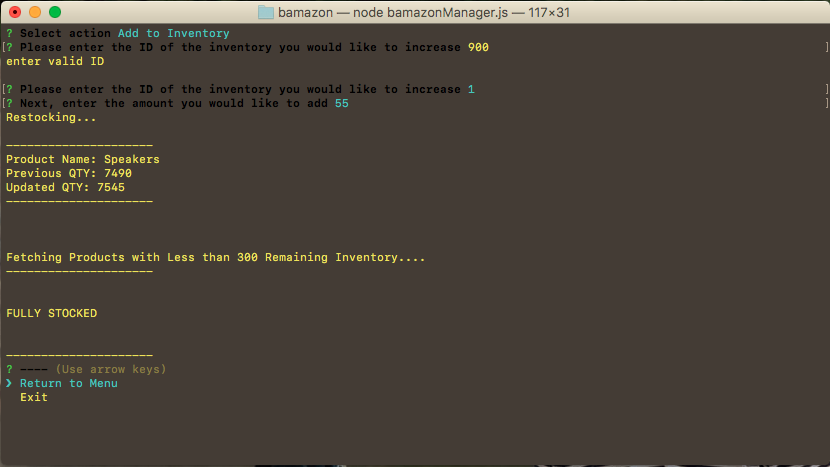 bamazon — node bamazonManager.js — 117×31
? Select action Add to Inventory
[? Please enter the ID of the inventory you would like to increase 900 ]
enter valid ID
[? Please enter the ID of the inventory you would like to increase 1 ]
[? Next, enter the amount you would like to add 55 ]
Restocking...
---------------------
Product Name: Speakers
Previous QTY: 7490
Updated QTY: 7545
---------------------
Fetching Products with Less than 300 Remaining Inventory....
---------------------
FULLY STOCKED
---------------------
? ---- (Use arrow keys)
❯ Return to Menu
Exit